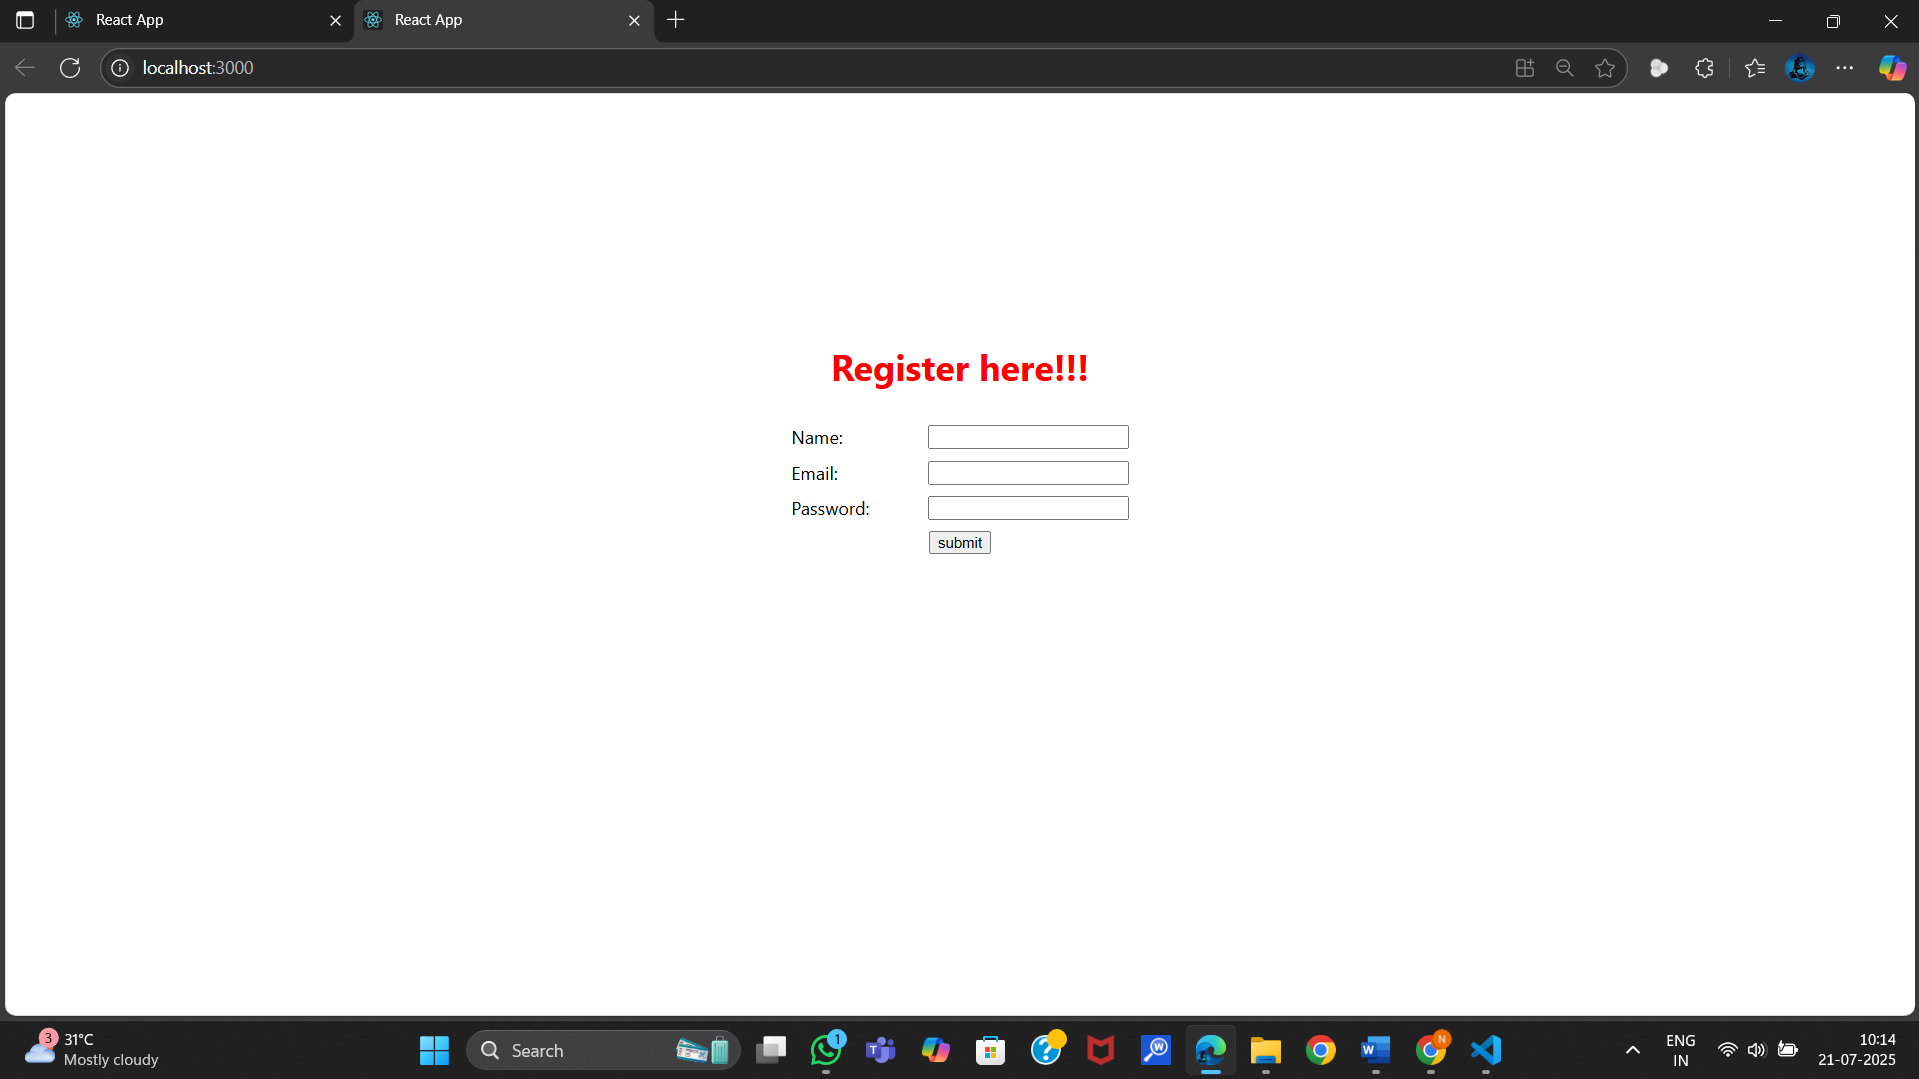 React App
React App
localhost:3000
Register here!!!
Name:
Email:
Password:
submit
3
31°C
Mostly cloudy
Search
1
T
W
W
N
ENG
IN
10:14
21-07-2025